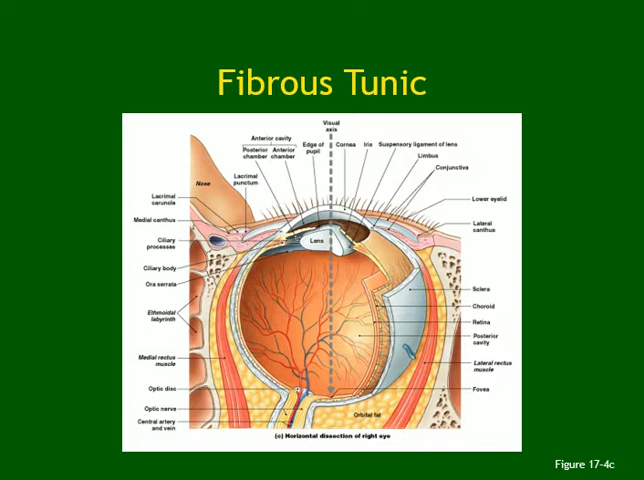 Fibrous Tunic
Visual
axis
Anterior cavity
Posterior
chamber
Anterior
chamber
Edge of
pupil
Cornea
Iris
Suspensory ligament of lens
Limbus
Conjunctiva
Nose
Lacrimal
punctum
Lacrimal
caruncle
Lower eyelid
Medial canthus
Lateral
canthus
Ciliary
processes
Lens
Ciliary body
Ora serrata
Sclera
Choroid
Ethmoidal
labyrinth
Retina
Posterior
cavity
Medial rectus
muscle
Lateral rectus
muscle
Optic disc
Fovea
Optic nerve
Orbital fat
Central artery
and vein
(c) Horizontal dissection of right eye
Figure 17-4c